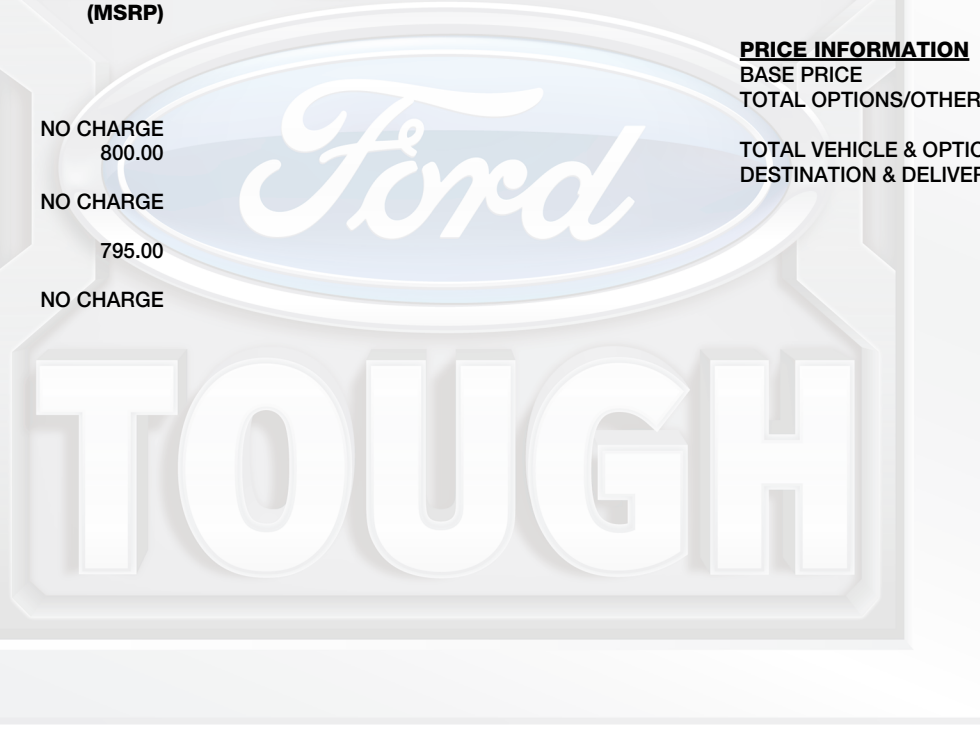 (MSRP)
NO CHARGE
800.00
NO CHARGE
795.00
NO CHARGE
PRICE INFORMATION
BASE PRICE
TOTAL OPTIONS/OTHER
TOTAL VEHICLE & OPTIO
DESTINATION & DELIVER
Ford
TOUGH